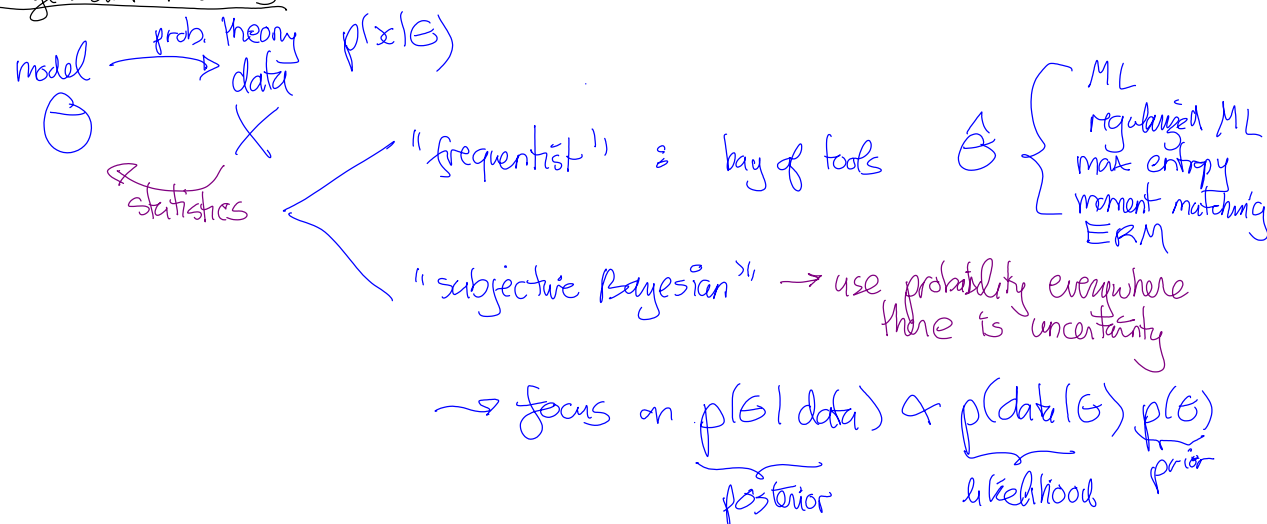 prob. theory p(x|θ)
model data
Θ X
statistics
"frequentist" : bag of tools θ̂
ML
regularized ML
max entropy
moment matching
ERM
"subjective Bayesian" → use probability everywhere
there is uncertainty
→ focus on p(θ|data) ∝ p(data|θ) p(θ)
posterior likelihood prior